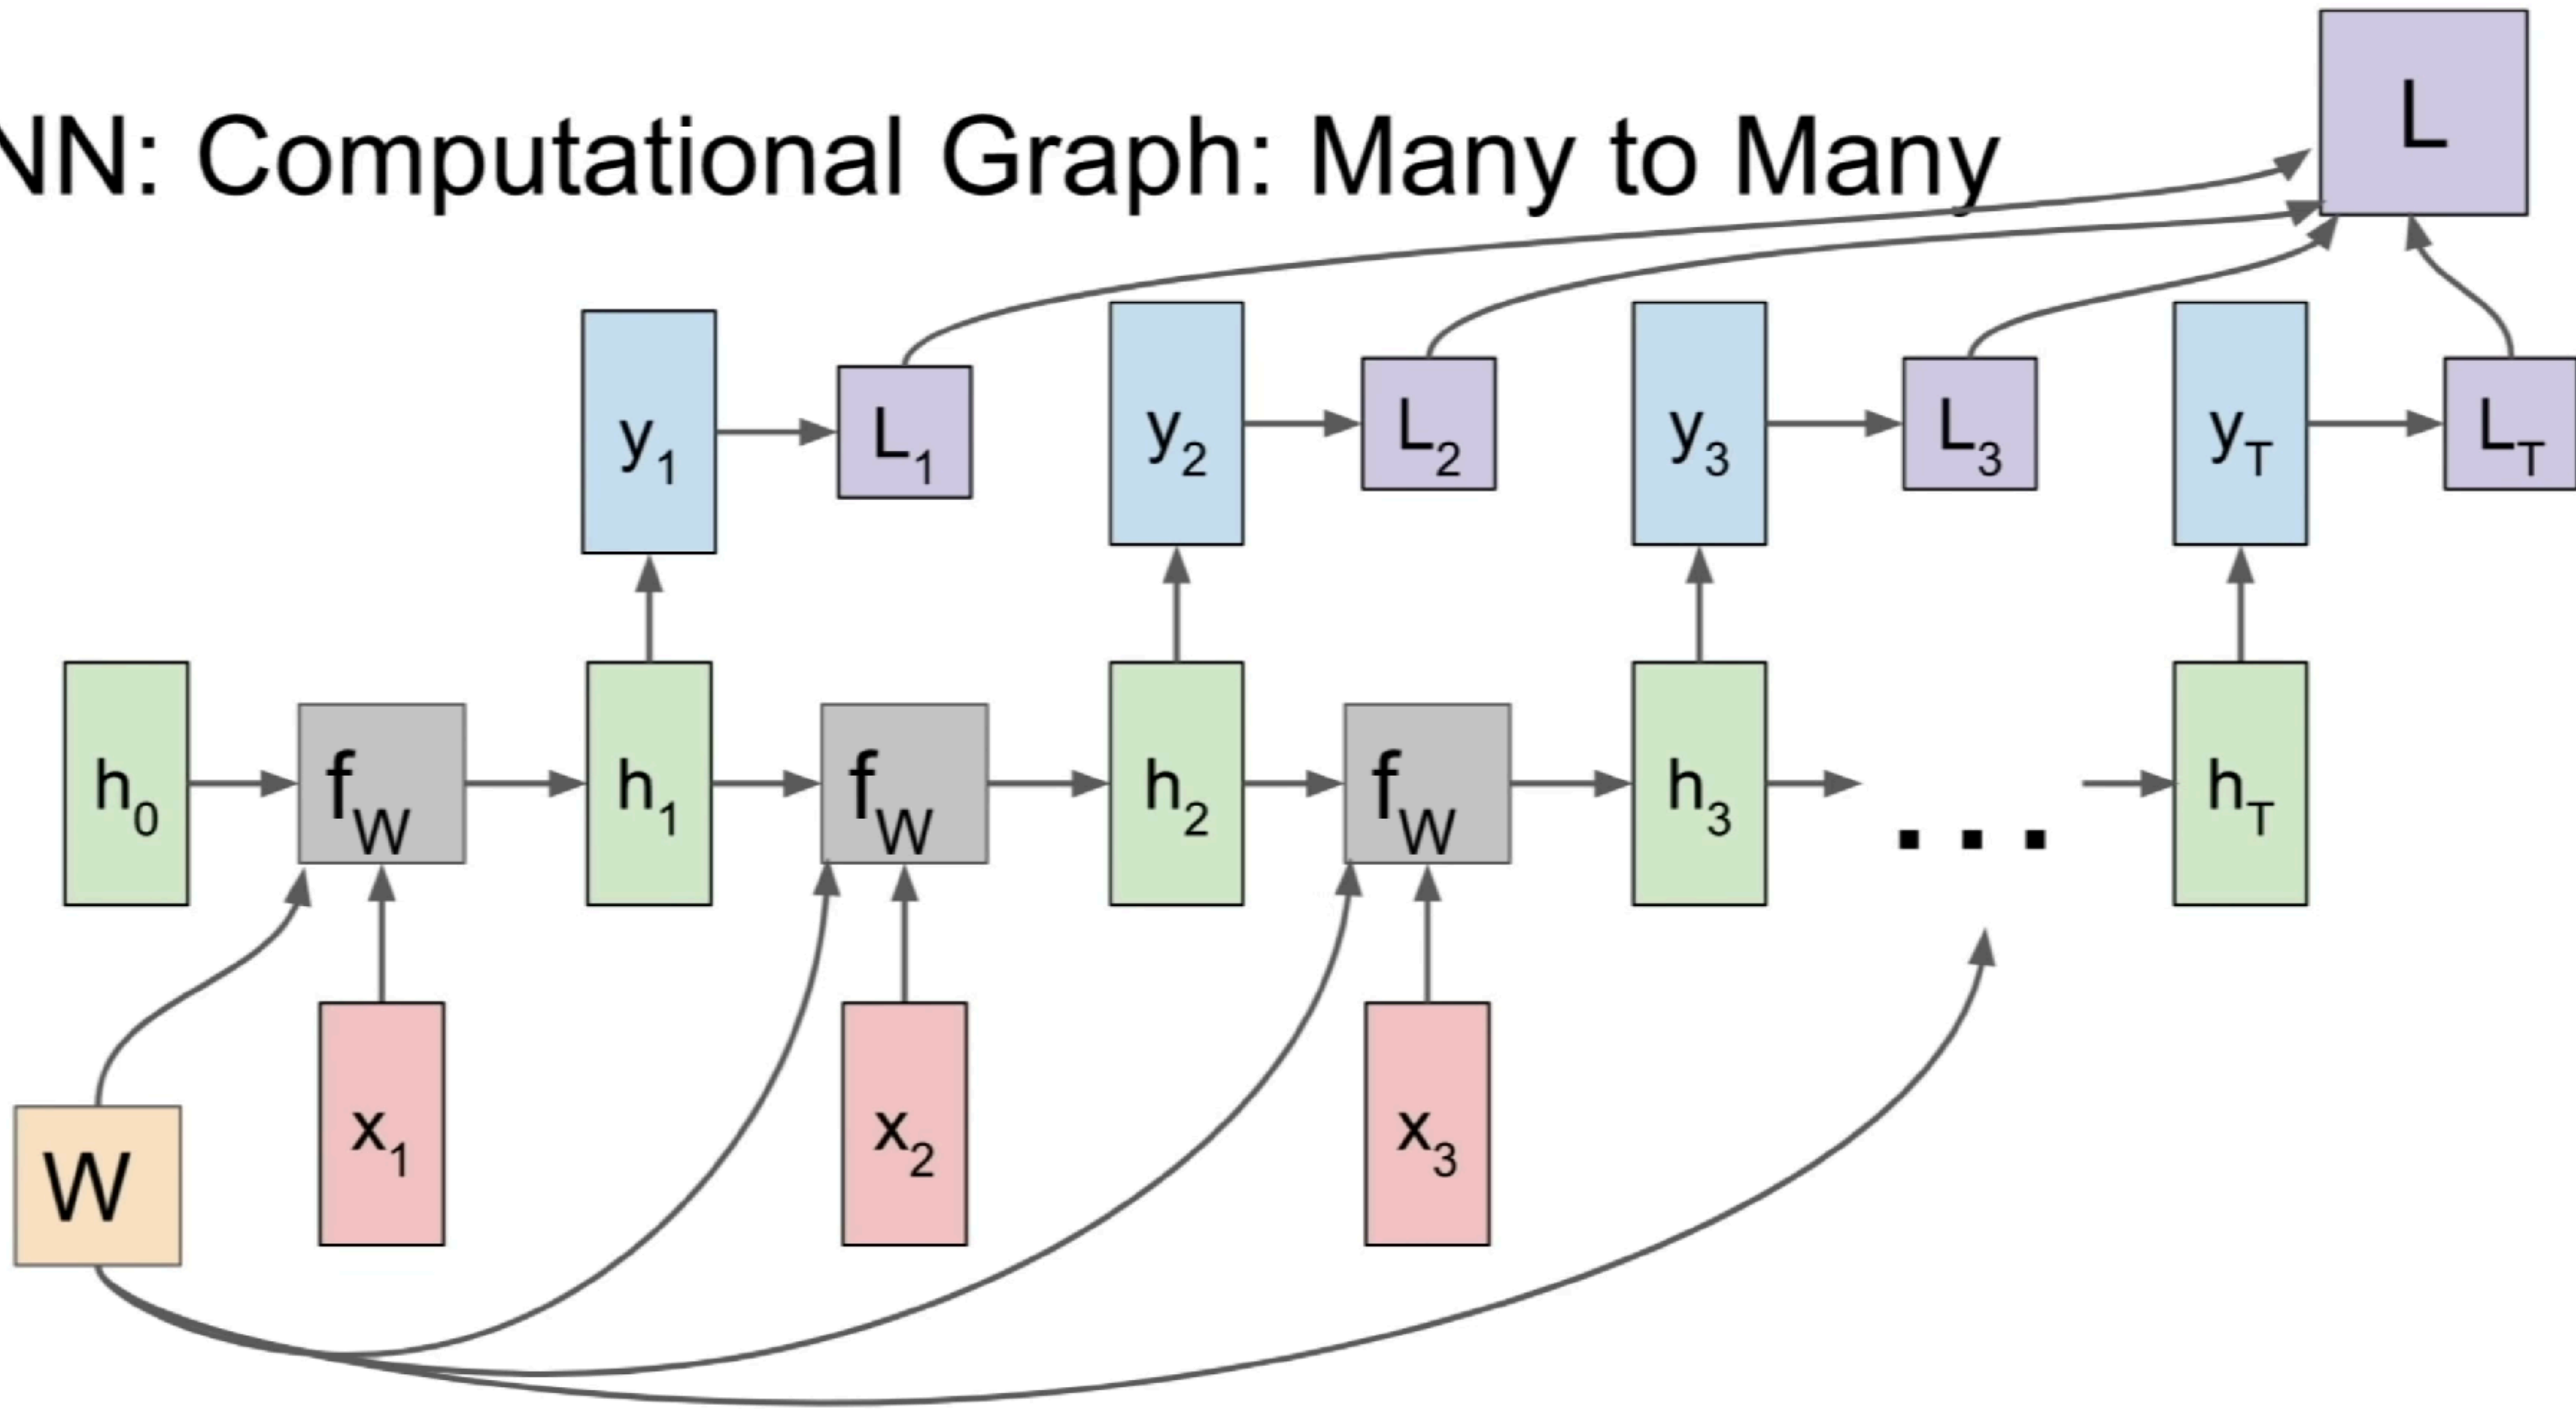 NN: Computational Graph: Many to Many
L
y1 L1 y2 L2 y3 L3 yT LT
h0 fW h1 fW h2 fW h3 ... hT
W x1 x2 x3